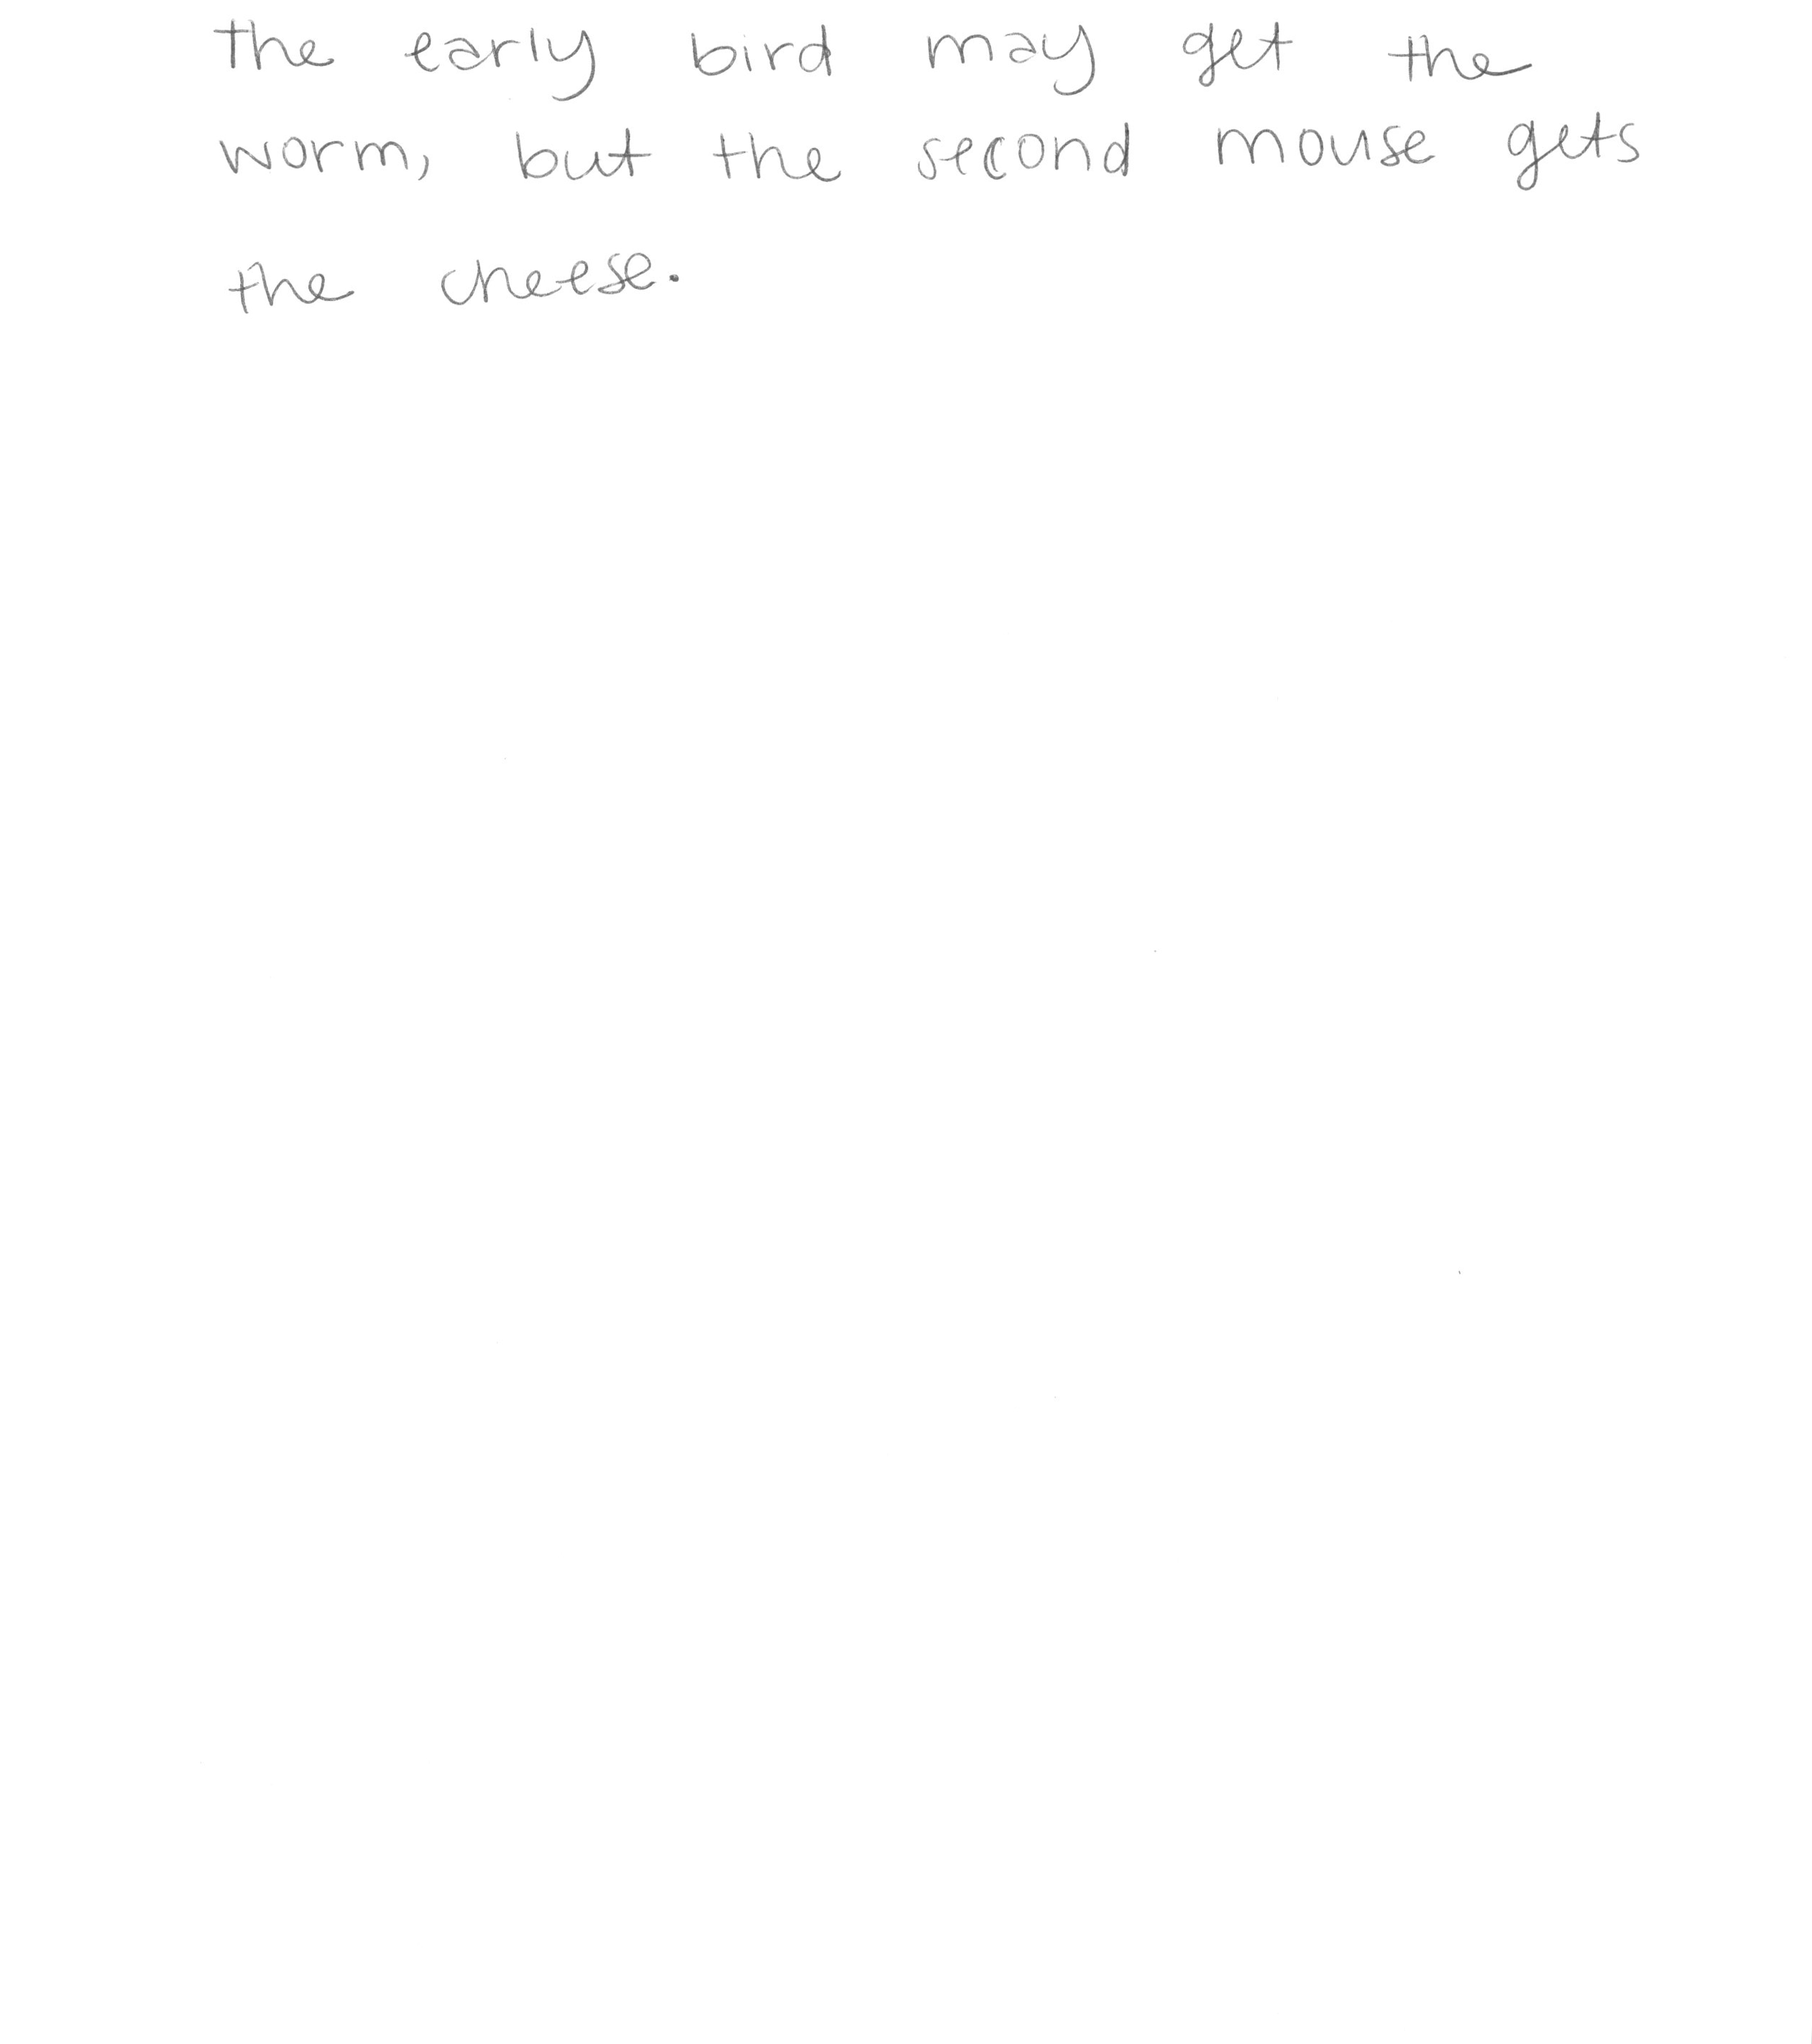 The early bird may get the
worm, but the second mouse gets
the cheese.